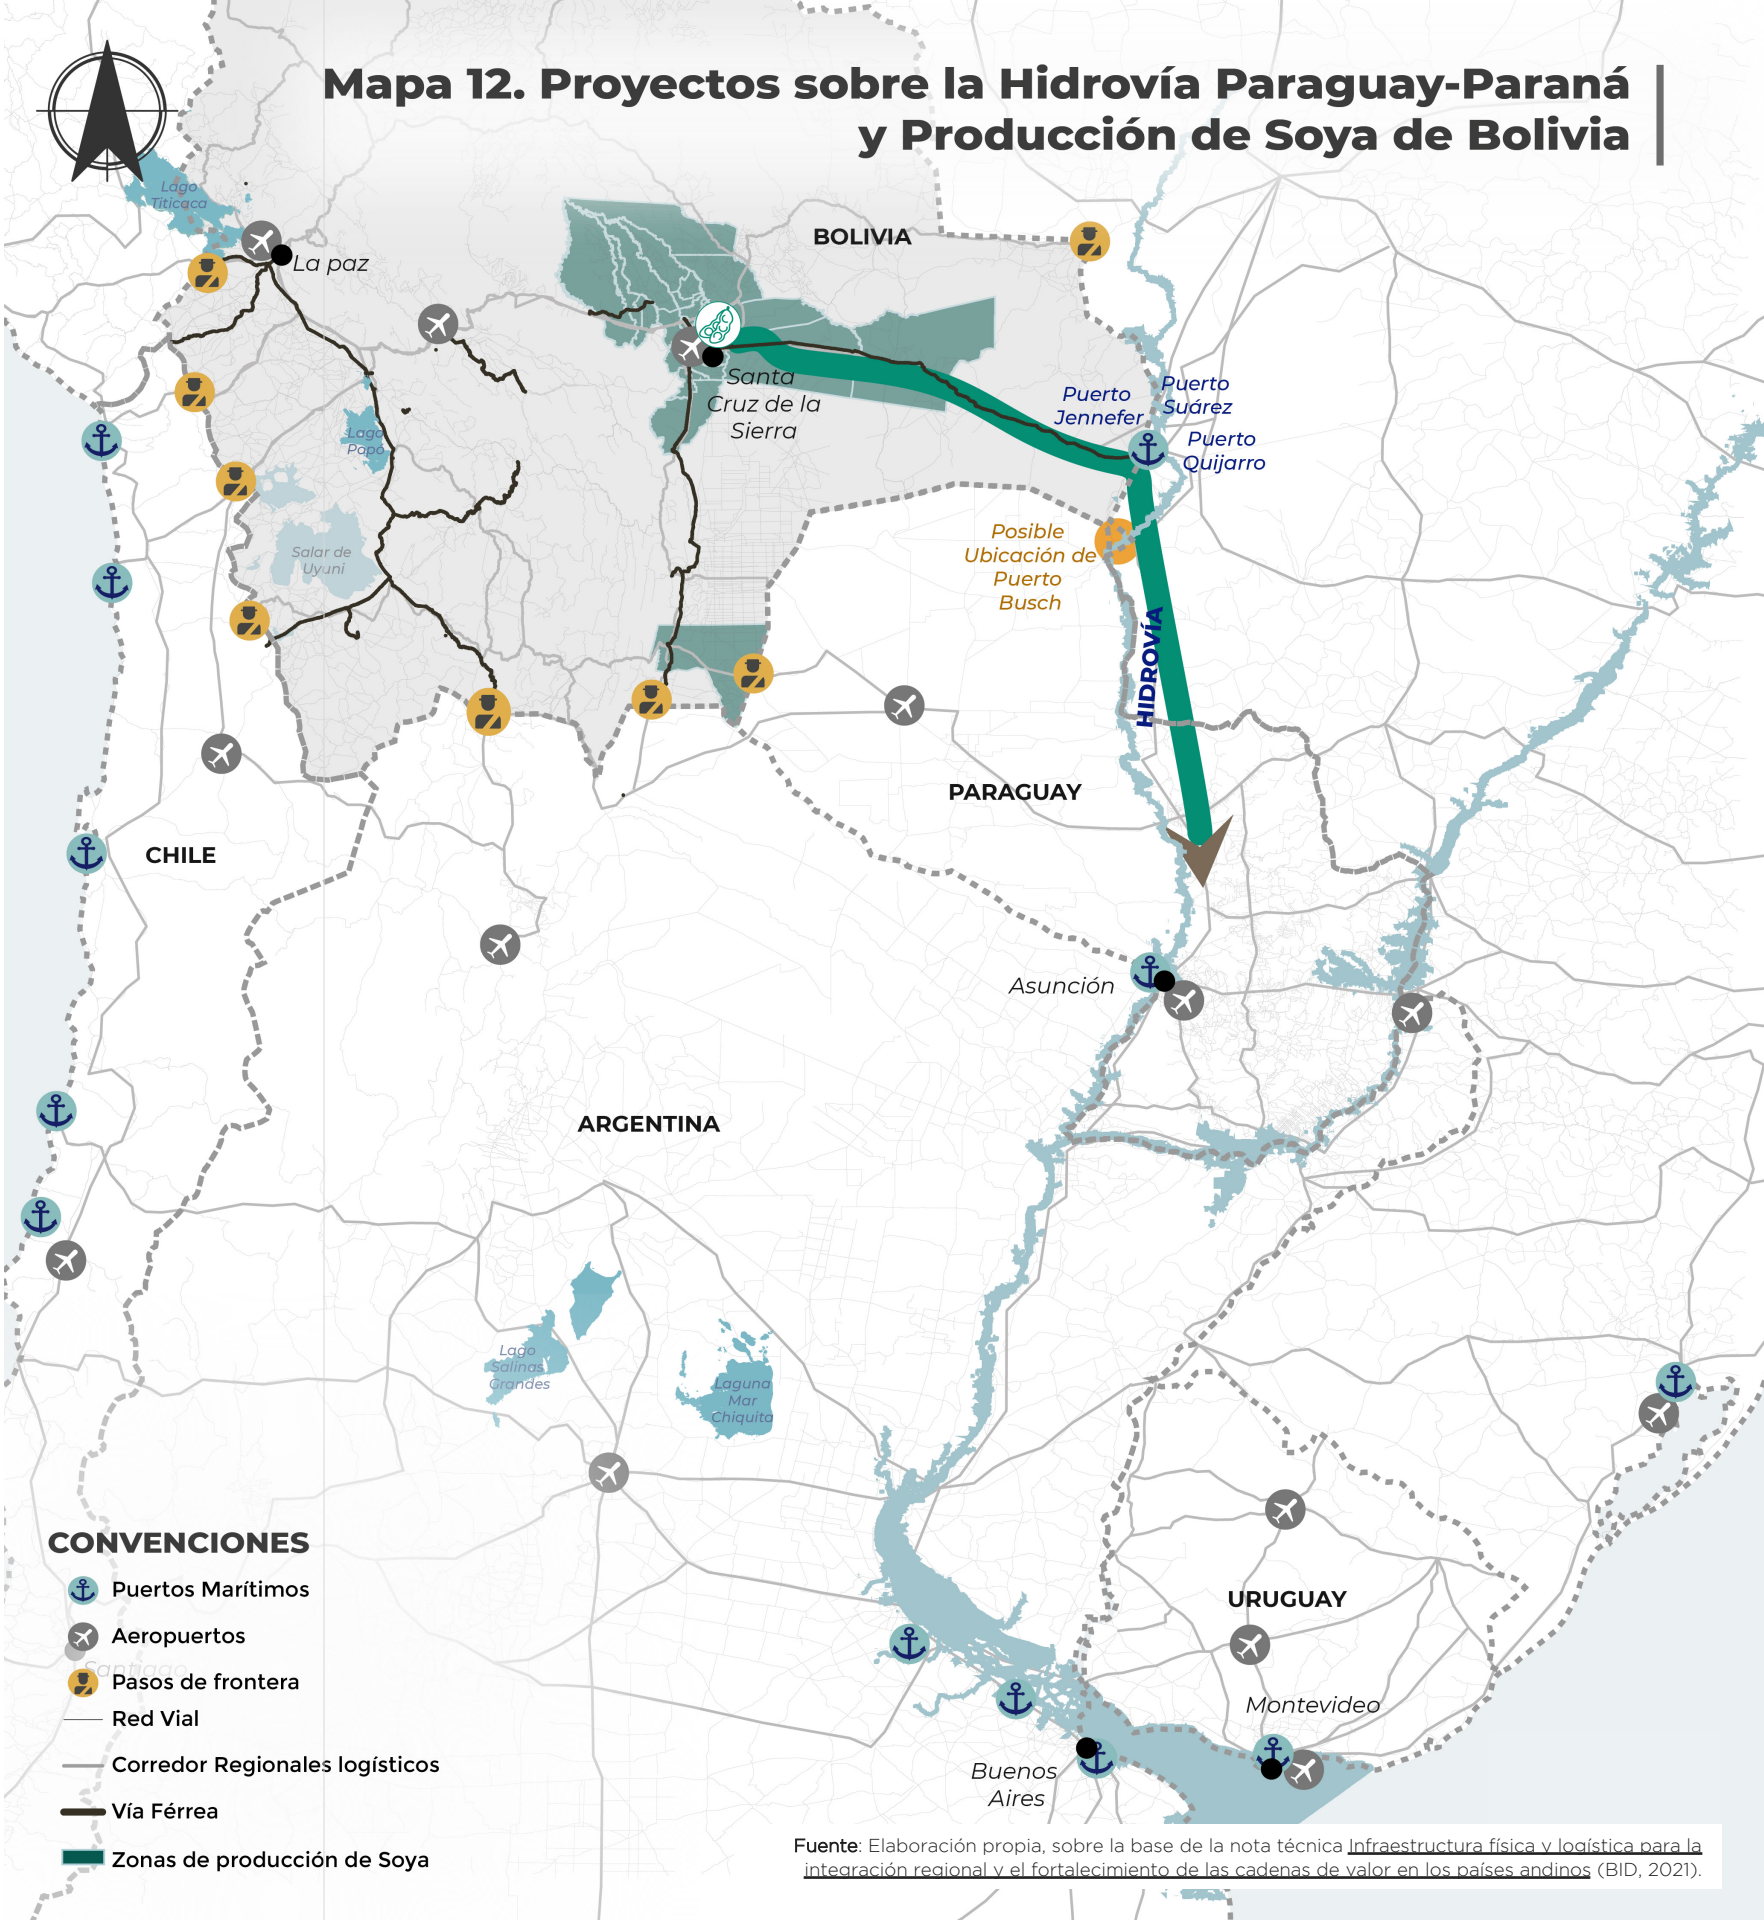 Mapa 12. Proyectos sobre la Hidrovía Paraguay-Paraná
y Producción de Soya de Bolivia
Lago
Titicaca
La paz
BOLIVIA
Santa
Cruz de la
Sierra
Lago
Papó
Salar de
Uyuni
Puerto
Jennefer
Puerto
Suárez
Puerto
Quijarro
Posible
Ubicación de
Puerto
Busch
HIDROVÍA
PARAGUAY
CHILE
Asunción
ARGENTINA
Lago
Salinas
Grandes
Laguna
Mar
Chiquita
URUGUAY
Montevideo
Buenos
Aires
CONVENCIONES
Puertos Marítimos
Aeropuertos
Santiago
Pasos de frontera
Red Vial
Corredor Regionales logísticos
Vía Férrea
Zonas de producción de Soya
Fuente: Elaboración propia, sobre la base de la nota técnica Infraestructura física y logística para la
integración regional y el fortalecimiento de las cadenas de valor en los países andinos (BID, 2021).